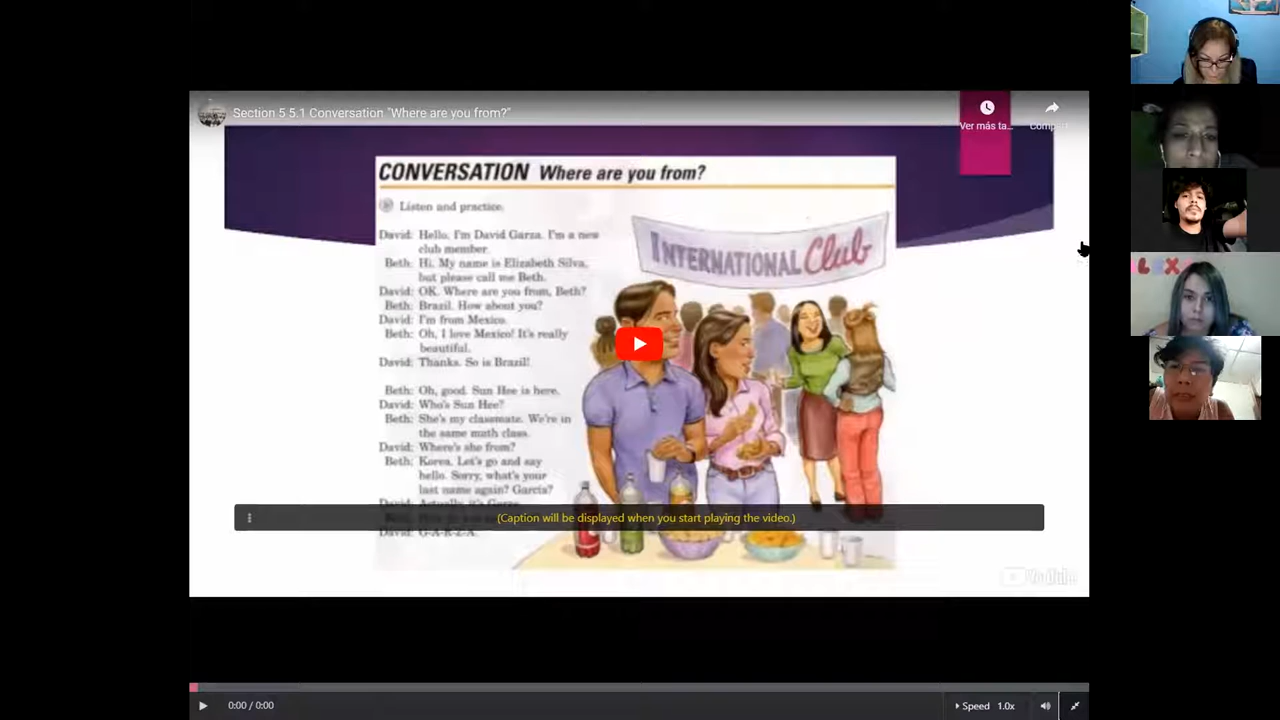 Section 5 5.1 Conversation "Where are you from?"
Ver más ta...
CONVERSATION Where are you from?
Listen and practice.
David: Hello, I'm David Garza. I'm a new
club member.
Beth: Hi. My name is Elizabeth Silva,
but please call me Beth.
David: OK. Where are you from, Beth?
Beth: Brazil. How about you?
David: I'm from Mexico.
Beth: Oh, I love Mexico! It's really
beautiful.
David: Thanks. So is Brazil!
Beth: Oh, good. Sun Hee is here.
David: Who's Sun Hee?
Beth: She's my classmate. We're in
the same math class.
David: Where's she from?
Beth: Korea. Let's go and say
hello. Sorry, what's your
last name again? Garcia?
David: Actually, it's Garza.
David: G-A-R-Z-A.
INTERNATIONAL Club
(Caption will be displayed when you start playing the video.)
YouTube
0:00 / 0:00
Speed 1.0x